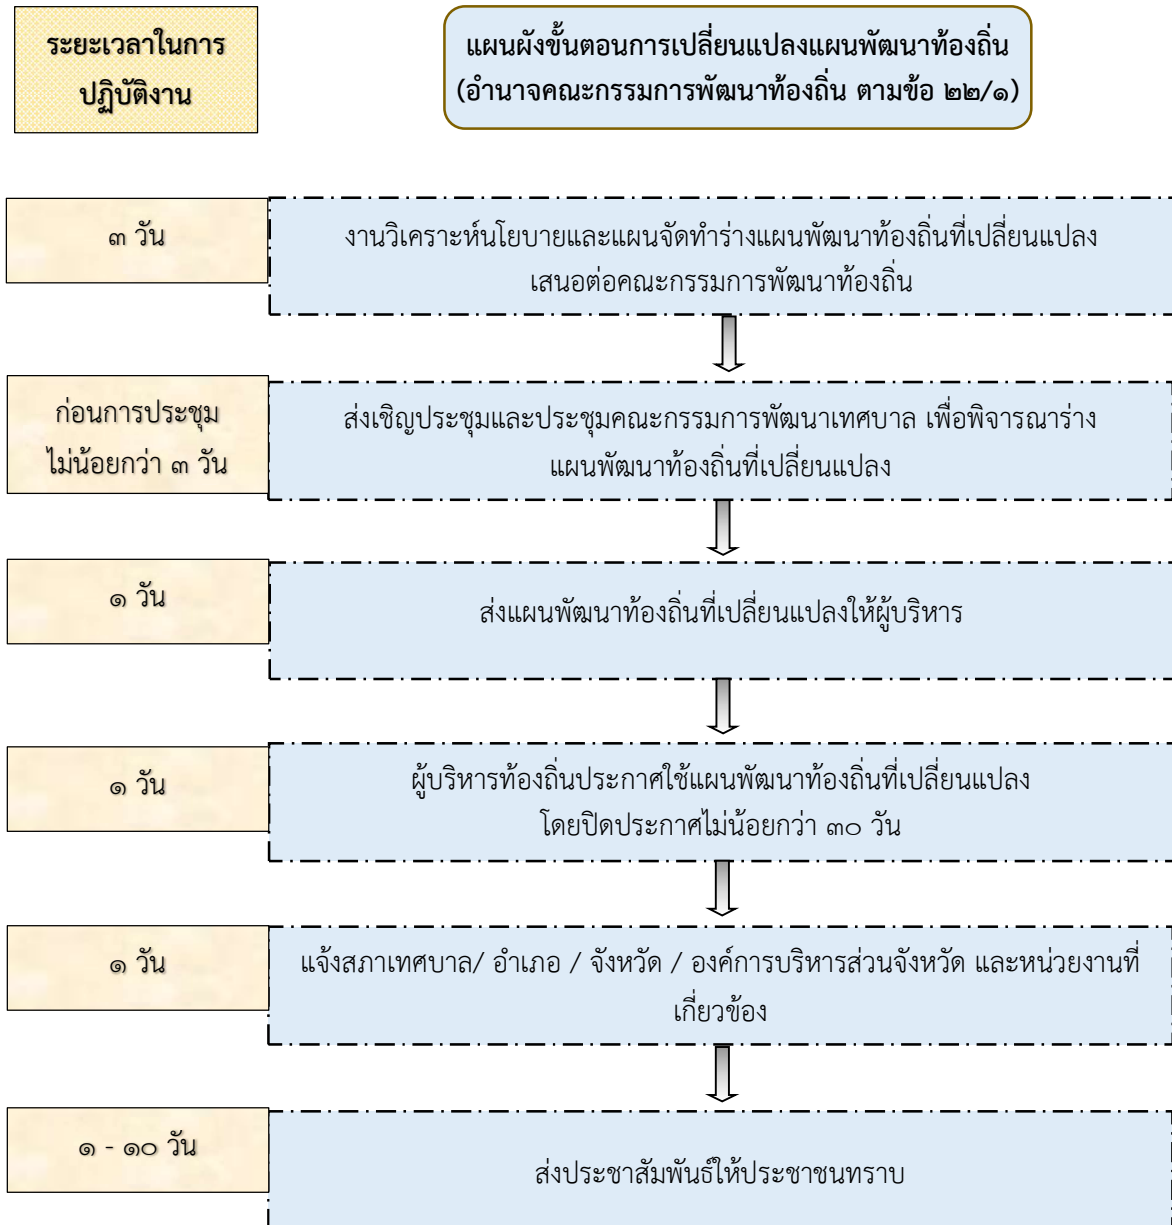 ระยะเวลาในการ
ปฏิบัติงาน
แผนผังขั้นตอนการเปลี่ยนแปลงแผนพัฒนาท้องถิ่น
(อำนาจคณะกรรมการพัฒนาท้องถิ่น ตามข้อ ๒๒/๑)
๓ วัน
งานวิเคราะห์นโยบายและแผนจัดทำร่างแผนพัฒนาท้องถิ่นที่เปลี่ยนแปลง
เสนอต่อคณะกรรมการพัฒนาท้องถิ่น
ก่อนการประชุม
ไม่น้อยกว่า ๓ วัน
ส่งเชิญประชุมและประชุมคณะกรรมการพัฒนาเทศบาล เพื่อพิจารณาร่าง
แผนพัฒนาท้องถิ่นที่เปลี่ยนแปลง
๑ วัน
ส่งแผนพัฒนาท้องถิ่นที่เปลี่ยนแปลงให้ผู้บริหาร
๑ วัน
ผู้บริหารท้องถิ่นประกาศใช้แผนพัฒนาท้องถิ่นที่เปลี่ยนแปลง
โดยปิดประกาศไม่น้อยกว่า ๓๐ วัน
๑ วัน
แจ้งสภาเทศบาล/ อำเภอ / จังหวัด / องค์การบริหารส่วนจังหวัด และหน่วยงานที่
เกี่ยวข้อง
๑ - ๑๐ วัน
ส่งประชาสัมพันธ์ให้ประชาชนทราบ